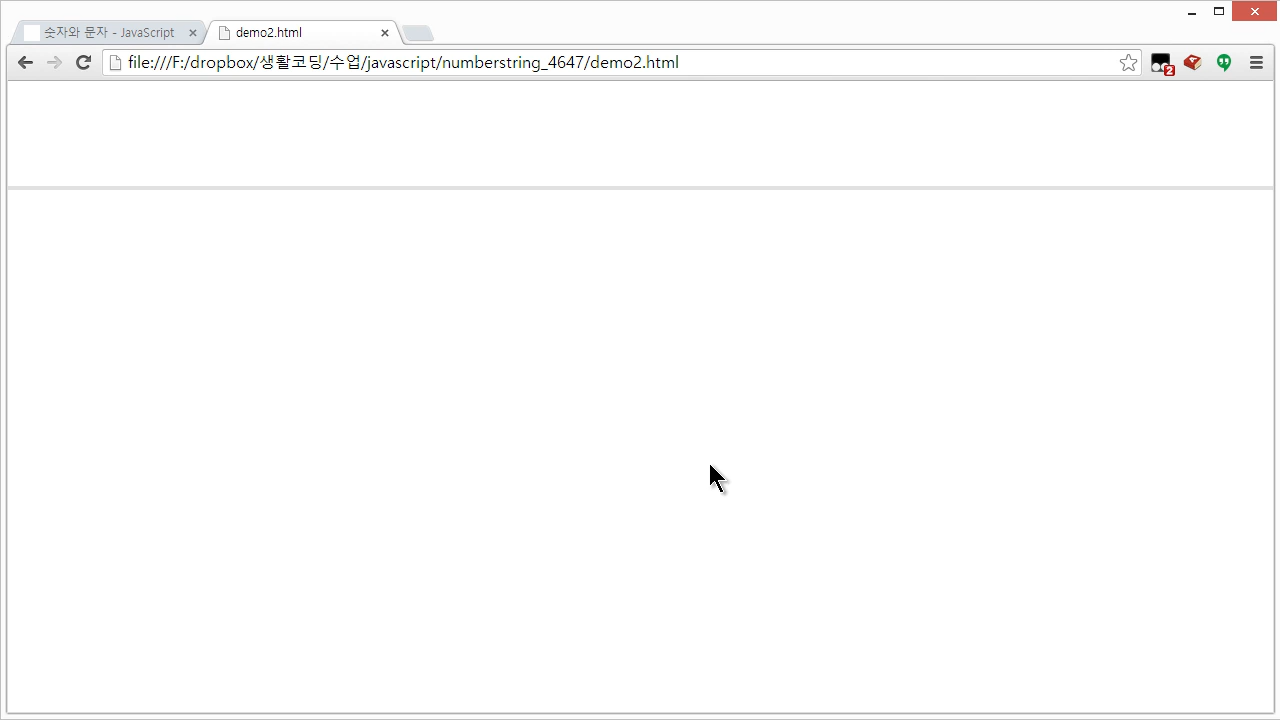 숫자와 문자 - JavaScript
demo2.html
file:///F:/dropbox/생활코딩/수업/javascript/numberstring_4647/demo2.html
2